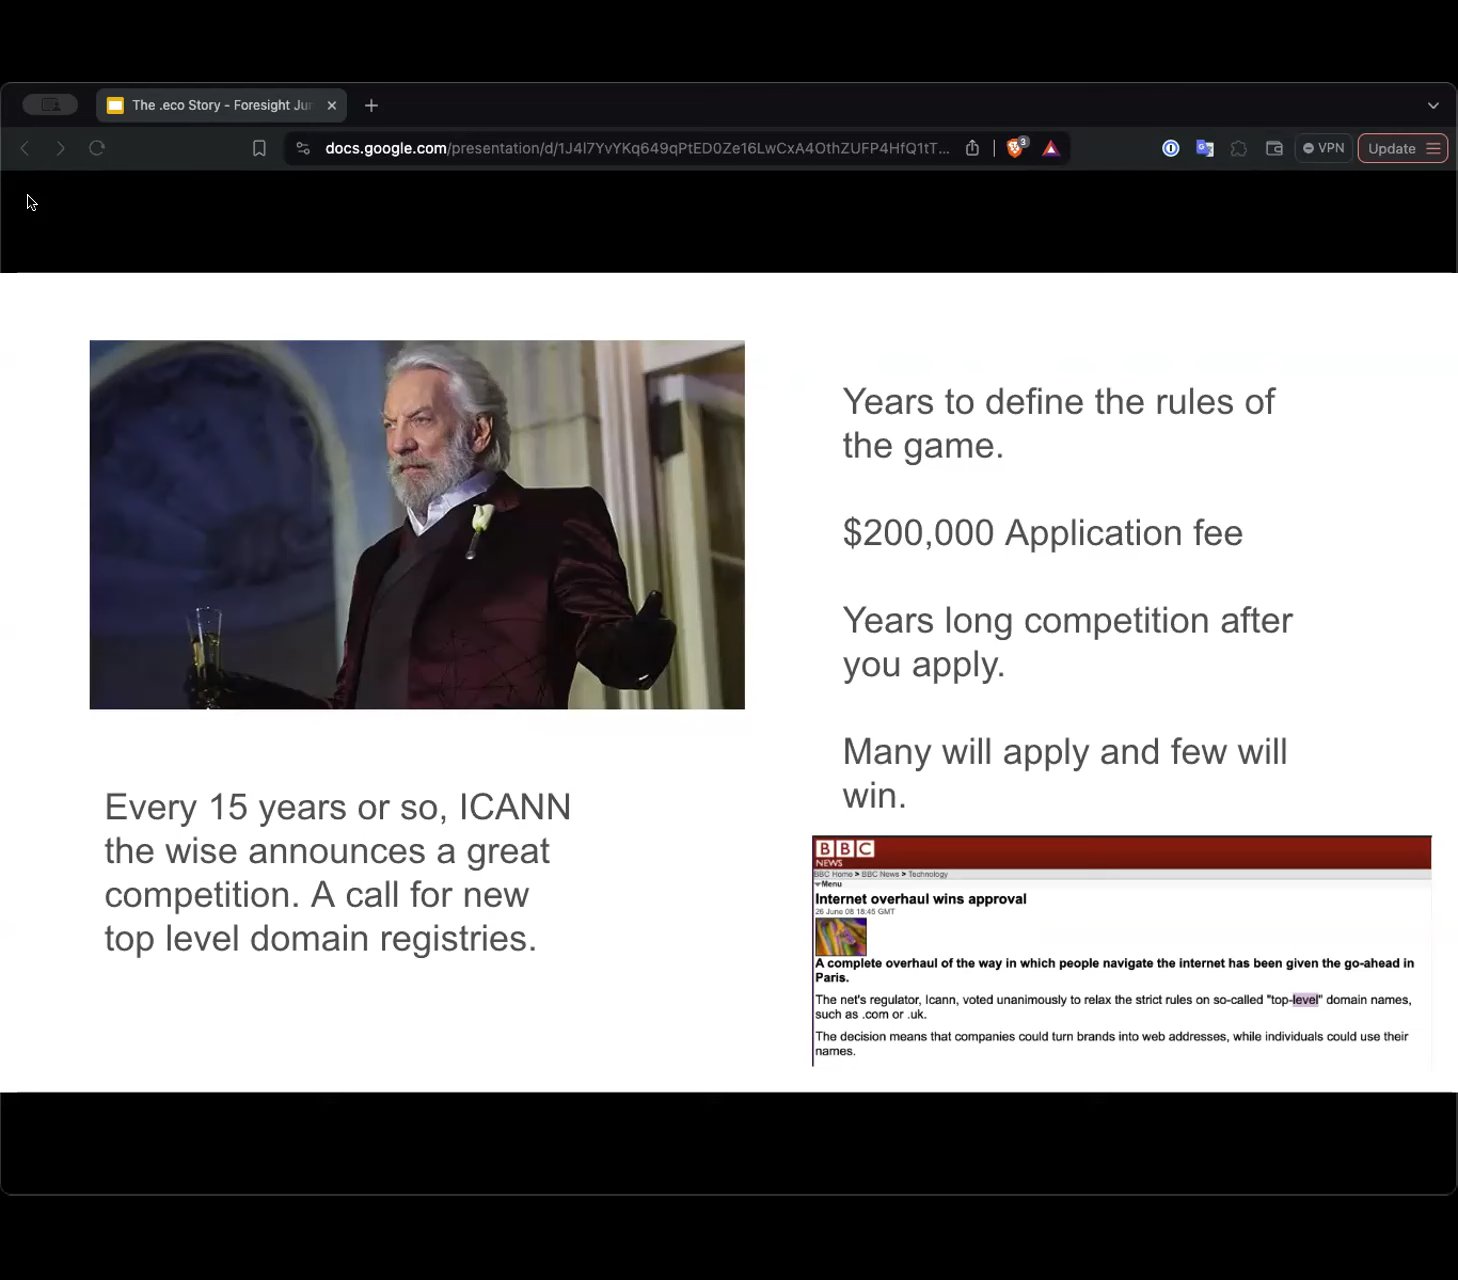 The .eco Story - Foresight Jun
docs.google.com/presentation/d/1J4l7YvYKq649qPtED0Ze16LwCxA4OthZUFP4HfQ1tT...
3
VPN
Update
Every 15 years or so, ICANN
the wise announces a great
competition. A call for new
top level domain registries.
Years to define the rules of
the game.
$200,000 Application fee
Years long competition after
you apply.
Many will apply and few will
win.
BBC
NEWS
BBC Home > BBC News > Technology
Menu
Internet overhaul wins approval
26 June 08 18:45 GMT
A complete overhaul of the way in which people navigate the internet has been given the go-ahead in
Paris.
The net's regulator, Icann, voted unanimously to relax the strict rules on so-called "top-level" domain names,
such as .com or .uk.
The decision means that companies could turn brands into web addresses, while individuals could use their
names.